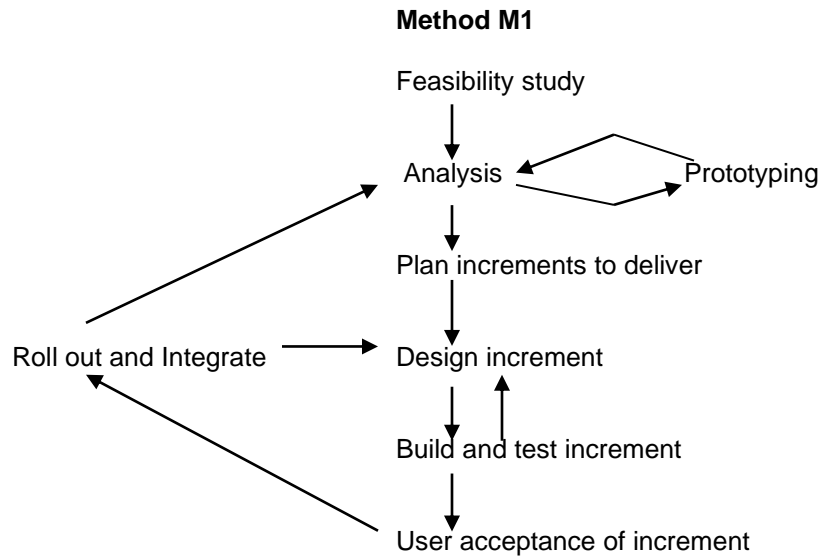 Method M1
Feasibility study
Analysis
Prototyping
Plan increments to deliver
Roll out and Integrate
Design increment
Build and test increment
User acceptance of increment